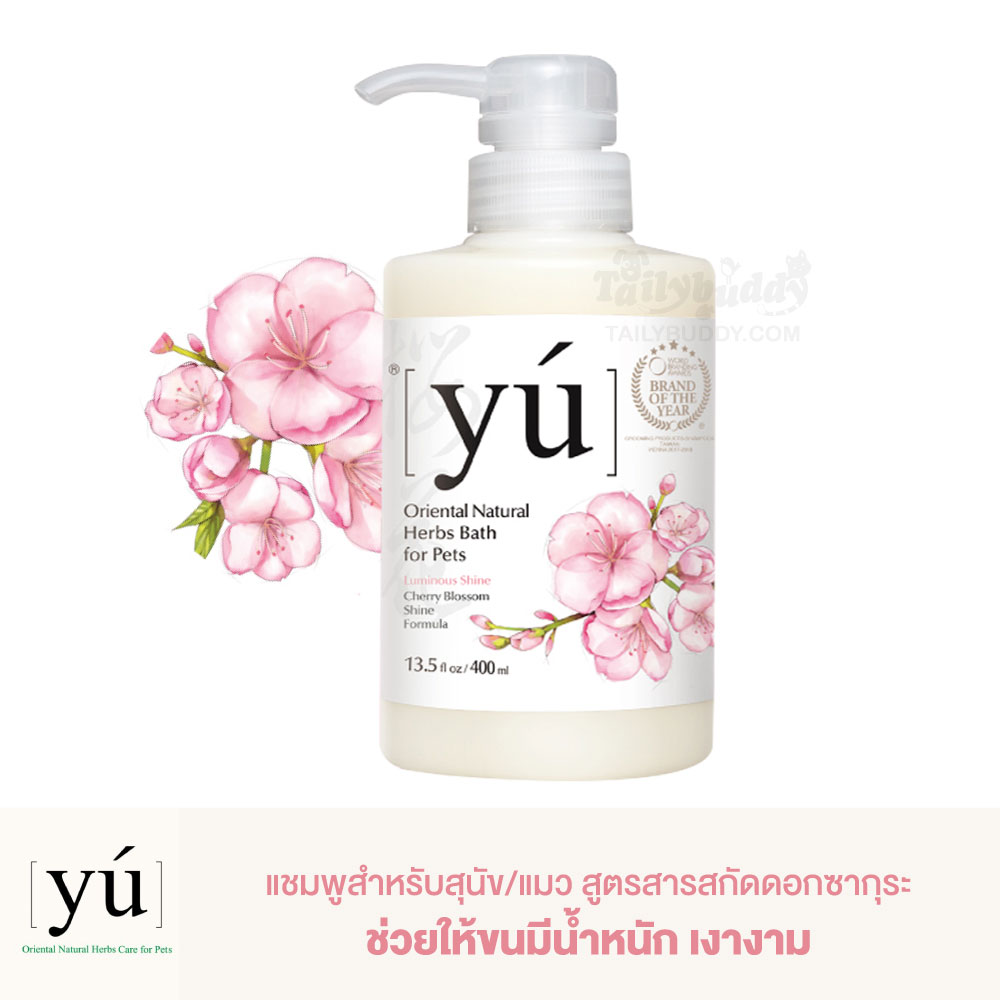 Tailybuddy
TAILYBUDDY.COM
WORLD
BRANDING
AWARDS
BRAND
OF THE
YEAR
®
[yú]
Oriental Natural
Herbs Bath
for Pets
Luminous Shine
Cherry Blossom
Shine
Formula
13.5 fl oz/400 ml
[yú]
Oriental Natural Herbs Care for Pets
แชมพูสำหรับสุนัข/แมว สูตรสารสกัดดอกซากุระ
ช่วยให้ขนมีน้ำหนัก เงางาม